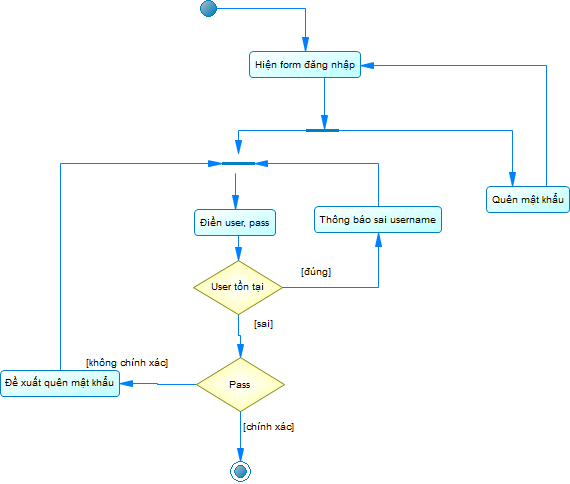 Hiện form đăng nhập
Quên mật khẩu
Điền user, pass
Thông báo sai username
User tồn tại
[đúng]
[sai]
[không chính xác]
Đề xuất quên mật khẩu
Pass
[chính xác]